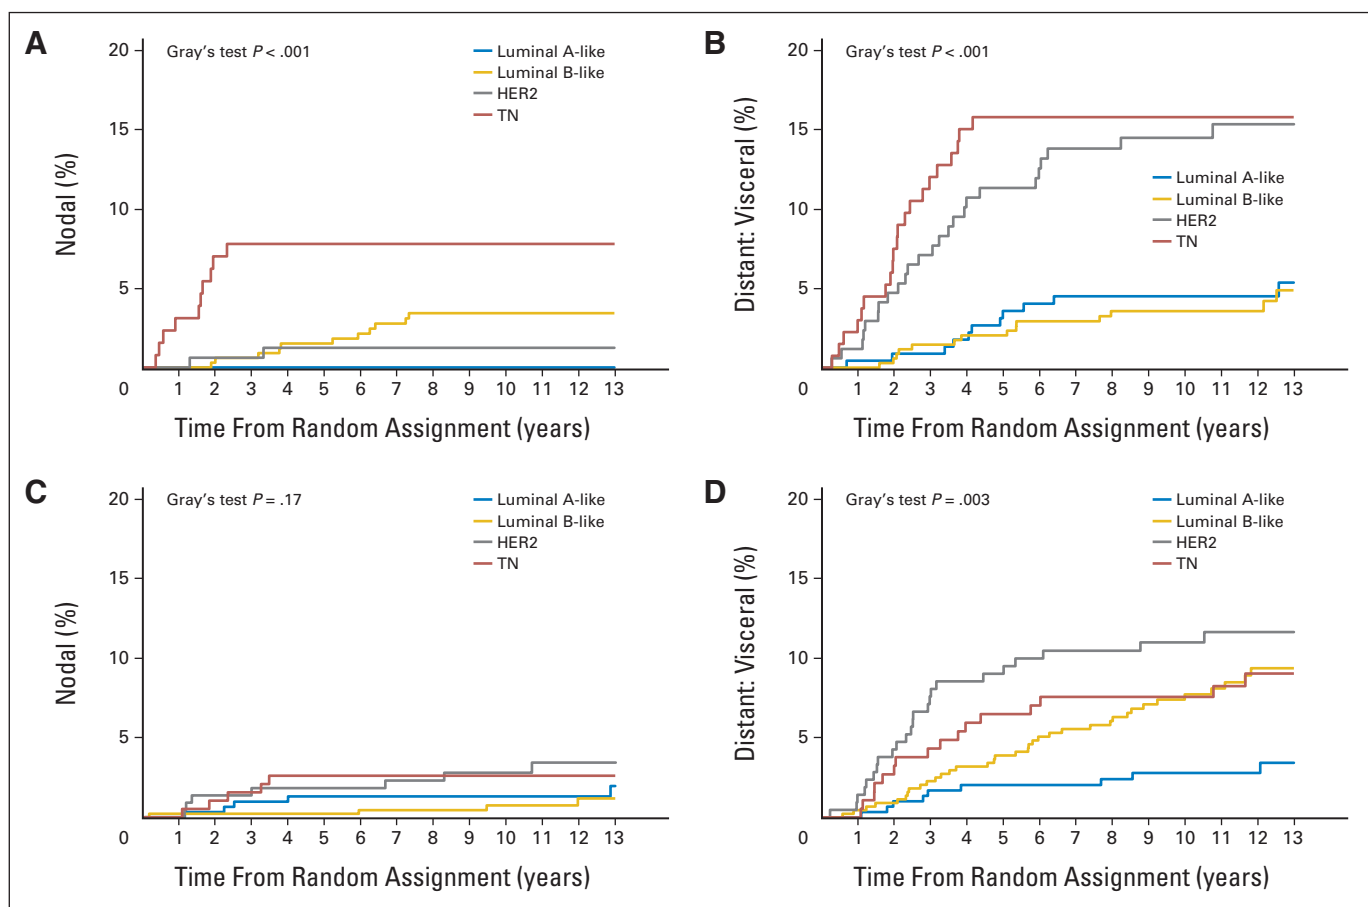 A
Gray's test P < .001
Luminal A-like
Luminal B-like
HER2
TN
20
15
10
5
0
Nodal (%)
1 2 3 4 5 6 7 8 9 10 11 12 13
Time From Random Assignment (years)
B
Gray's test P < .001
Luminal A-like
Luminal B-like
HER2
TN
20
15
10
5
0
Distant: Visceral (%)
1 2 3 4 5 6 7 8 9 10 11 12 13
Time From Random Assignment (years)
C
Gray's test P = .17
Luminal A-like
Luminal B-like
HER2
TN
20
15
10
5
0
Nodal (%)
1 2 3 4 5 6 7 8 9 10 11 12 13
Time From Random Assignment (years)
D
Gray's test P = .003
Luminal A-like
Luminal B-like
HER2
TN
20
15
10
5
0
Distant: Visceral (%)
1 2 3 4 5 6 7 8 9 10 11 12 13
Time From Random Assignment (years)